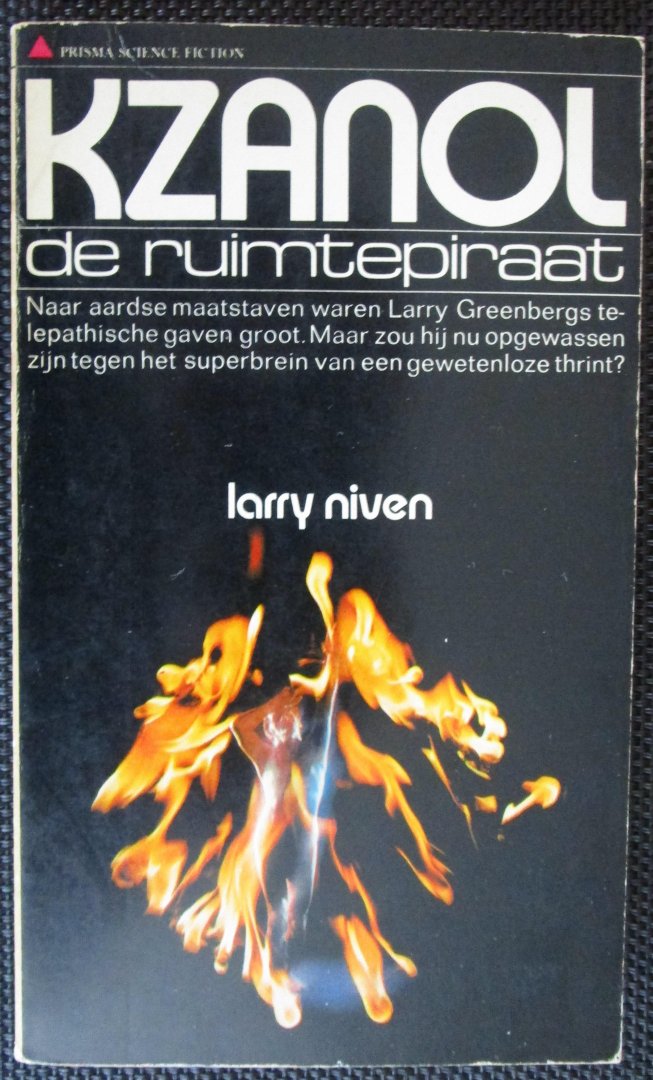 PRISMA SCIENCE FICTION
KZANOL
de ruimtepiraat
Naar aardse maatstaven waren Larry Greenbergs te-
lepathische gaven groot. Maar zou hij nu opgewassen
zijn tegen het superbrein van een gewetenloze thrint?
larry niven